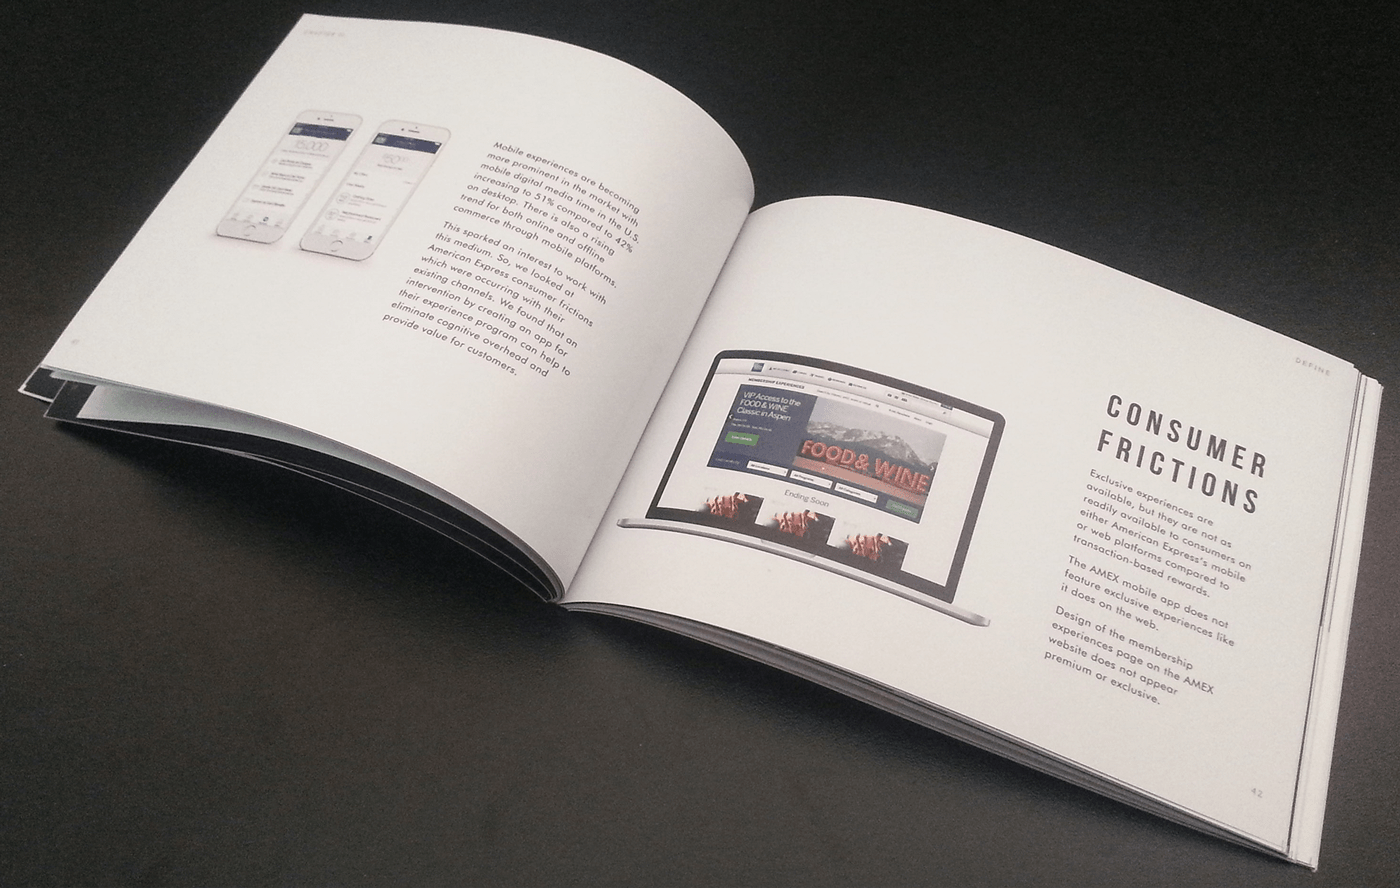 15,000
Mobile experiences are becoming
more prominent in the market with
mobile digital media time in the U.S.
increasing to 51% compared to 42%
on desktop. There is also a rising
trend for both online and offline
commerce through mobile platforms.
This sparked an interest to work with
this medium. So, we looked at
American Express consumer frictions
which were occurring with their
existing channels. We found that an
intervention by creating an app for
their experience program can help to
eliminate cognitive overhead and
provide value for customers.
DEFINE
MEMBERSHIP EXPERIENCES
VIP Access to the
FOOD & WINE
Classic in Aspen
FOOD & WINE
Ending Soon
CONSUMER
FRICTIONS
Exclusive experiences are
available, but they are not as
readily available to consumers on
either American Express's mobile
or web platforms compared to
transaction-based rewards.
The AMEX mobile app does not
feature exclusive experiences like
it does on the web.
Design of the membership
experiences page on the AMEX
website does not appear
premium or exclusive.
42